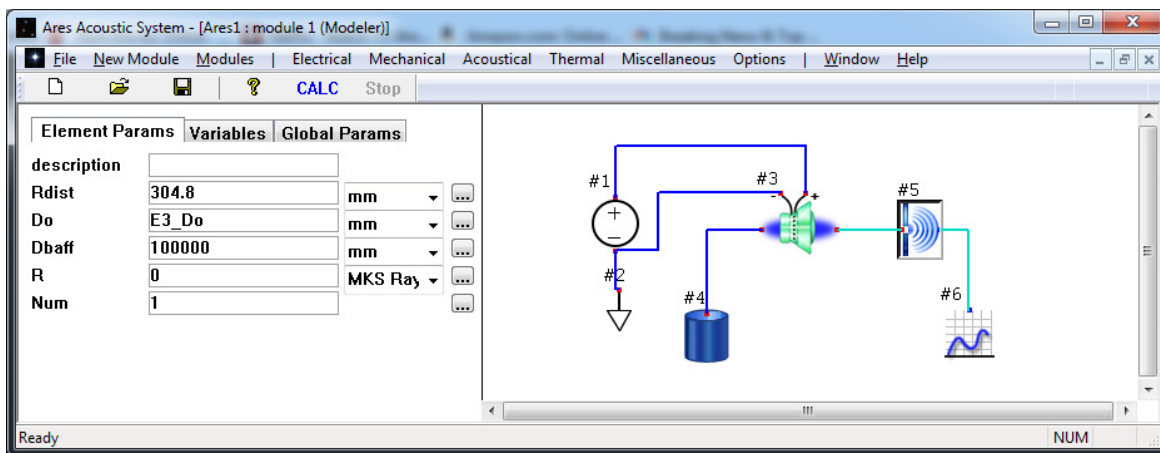 Ares Acoustic System - [Ares1 : module 1 (Modeler)]
File New Module Modules | Electrical Mechanical Acoustical Thermal Miscellaneous Options | Window Help
CALC Stop
Element Params Variables Global Params
description
Rdist 304.8 mm ...
Do E3_Do mm ...
Dbaff 100000 mm ...
R 0 MKS Ray ...
Num 1 ...
#1
#3
- +
#5
+
−
#2
#4
#6
Ready NUM